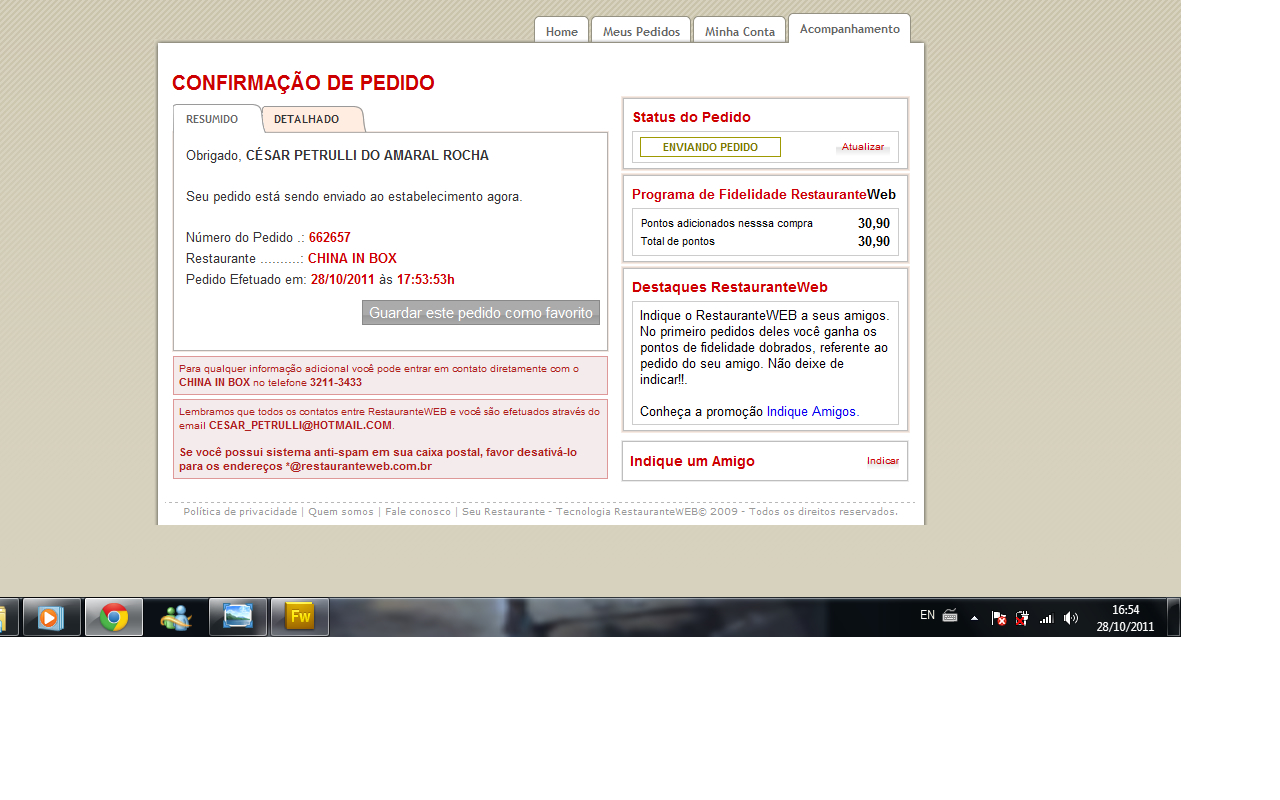 Home
Meus Pedidos
Minha Conta
Acompanhamento
CONFIRMAÇÃO DE PEDIDO
RESUMIDO
DETALHADO
Obrigado, CÉSAR PETRULLI DO AMARAL ROCHA
Seu pedido está sendo enviado ao estabelecimento agora.
Número do Pedido .: 662657
Restaurante ..........: CHINA IN BOX
Pedido Efetuado em: 28/10/2011 às 17:53:53h
Guardar este pedido como favorito
Para qualquer informação adicional você pode entrar em contato diretamente com o
CHINA IN BOX no telefone 3211-3433
Lembramos que todos os contatos entre RestauranteWEB e você são efetuados através do
email CESAR_PETRULLI@HOTMAIL.COM.
Se você possui sistema anti-spam em sua caixa postal, favor desativá-lo
para os endereços *@restauranteweb.com.br
Status do Pedido
ENVIANDO PEDIDO
Atualizar
Programa de Fidelidade RestauranteWeb
Pontos adicionados nesssa compra 30,90
Total de pontos 30,90
Destaques RestauranteWeb
Indique o RestauranteWEB a seus amigos.
No primeiro pedidos deles você ganha os
pontos de fidelidade dobrados, referente ao
pedido do seu amigo. Não deixe de
indicar!!.
Conheça a promoção Indique Amigos.
Indique um Amigo
Indicar
Política de privacidade | Quem somos | Fale conosco | Seu Restaurante - Tecnologia RestauranteWEB© 2009 - Todos os direitos reservados.
Fw
EN
16:54
28/10/2011